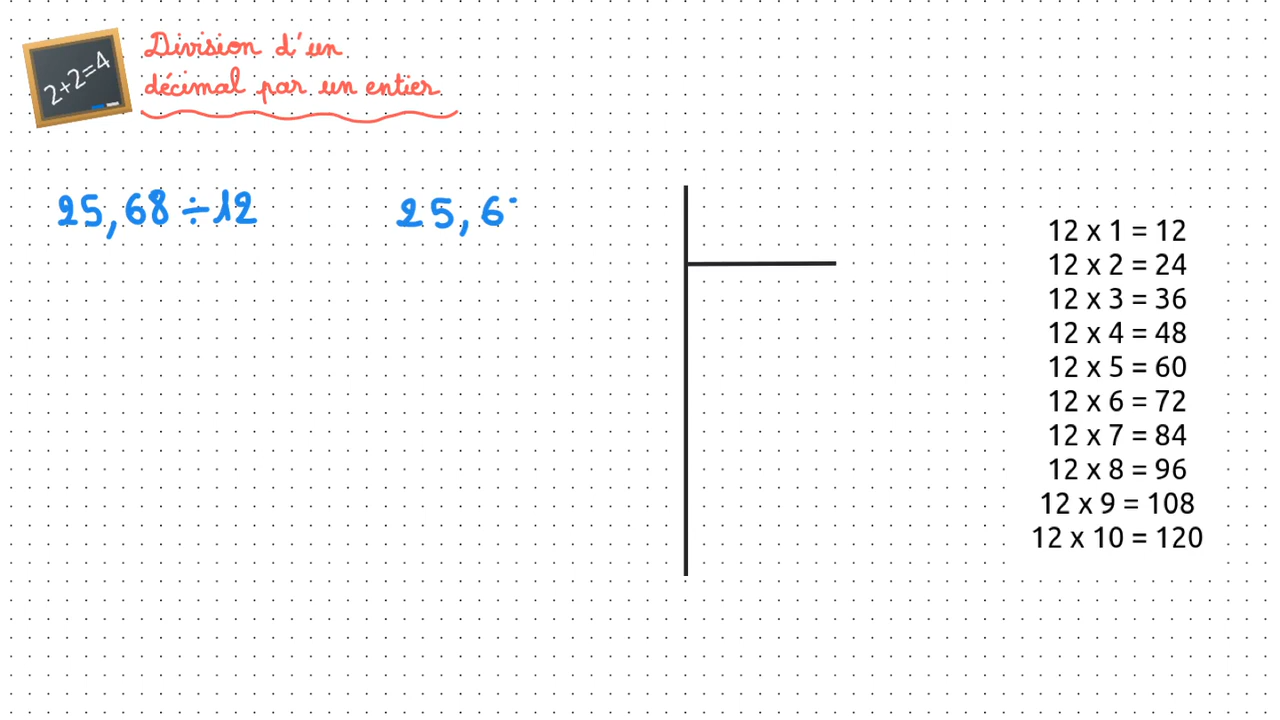 2+2=4
Division d'un
décimal par un entier
25,68 ÷ 12
25,6
12 x 1 = 12
12 x 2 = 24
12 x 3 = 36
12 x 4 = 48
12 x 5 = 60
12 x 6 = 72
12 x 7 = 84
12 x 8 = 96
12 x 9 = 108
12 x 10 = 120